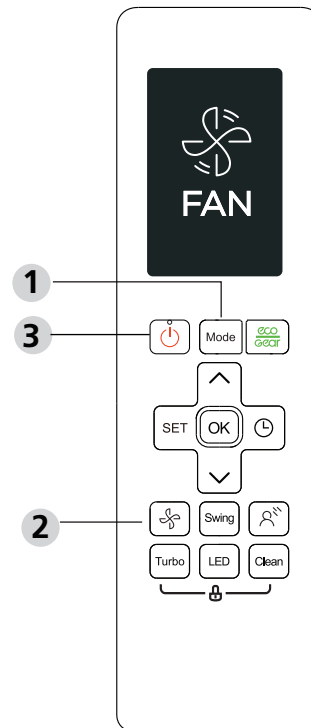 FAN
1
3
Mode
eco
Gear
SET
OK
2
Swing
Turbo
LED
Clean